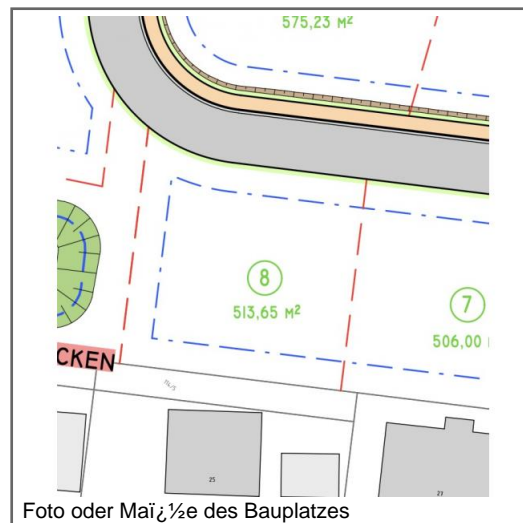 575,23 M²
8
513,65 M²
7
506,00
CKEN
25
27
Foto oder Maï¿½e des Bauplatzes